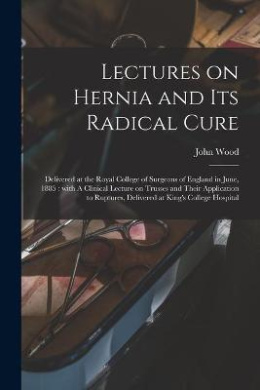 Lectures on
Hernia and Its
Radical Cure
John Wood
Delivered at the Royal College of Surgeons of England in June,
1885 : with A Clinical Lecture on Trusses and Their Application
to Ruptures, Delivered at King's College Hospital